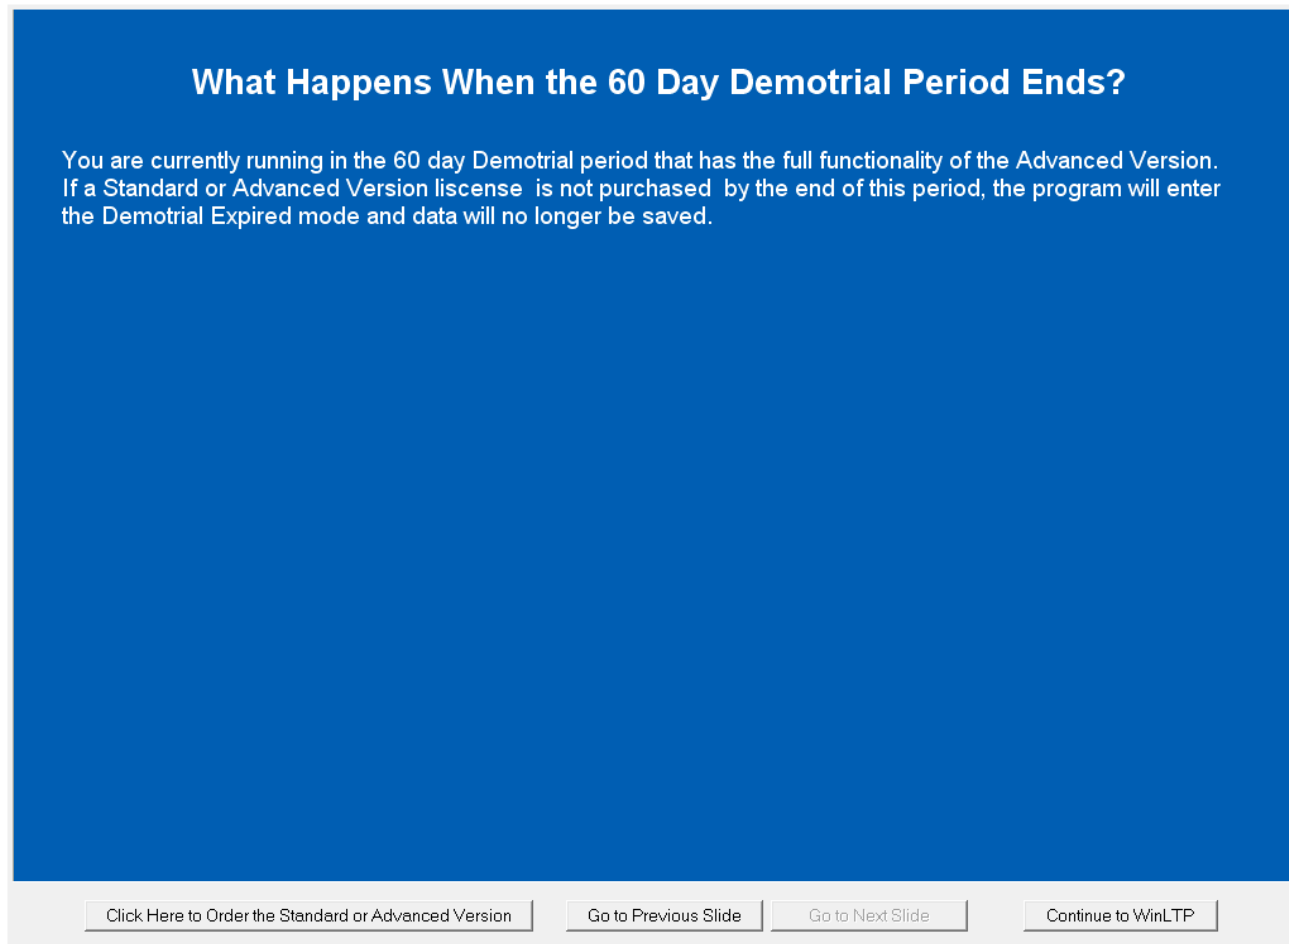 What Happens When the 60 Day Demotrial Period Ends?
You are currently running in the 60 day Demotrial period that has the full functionality of the Advanced Version.
If a Standard or Advanced Version liscense  is not purchased  by the end of this period, the program will enter
the Demotrial Expired mode and data will no longer be saved.
Click Here to Order the Standard or Advanced Version
Go to Previous Slide
Go to Next Slide
Continue to WinLTP